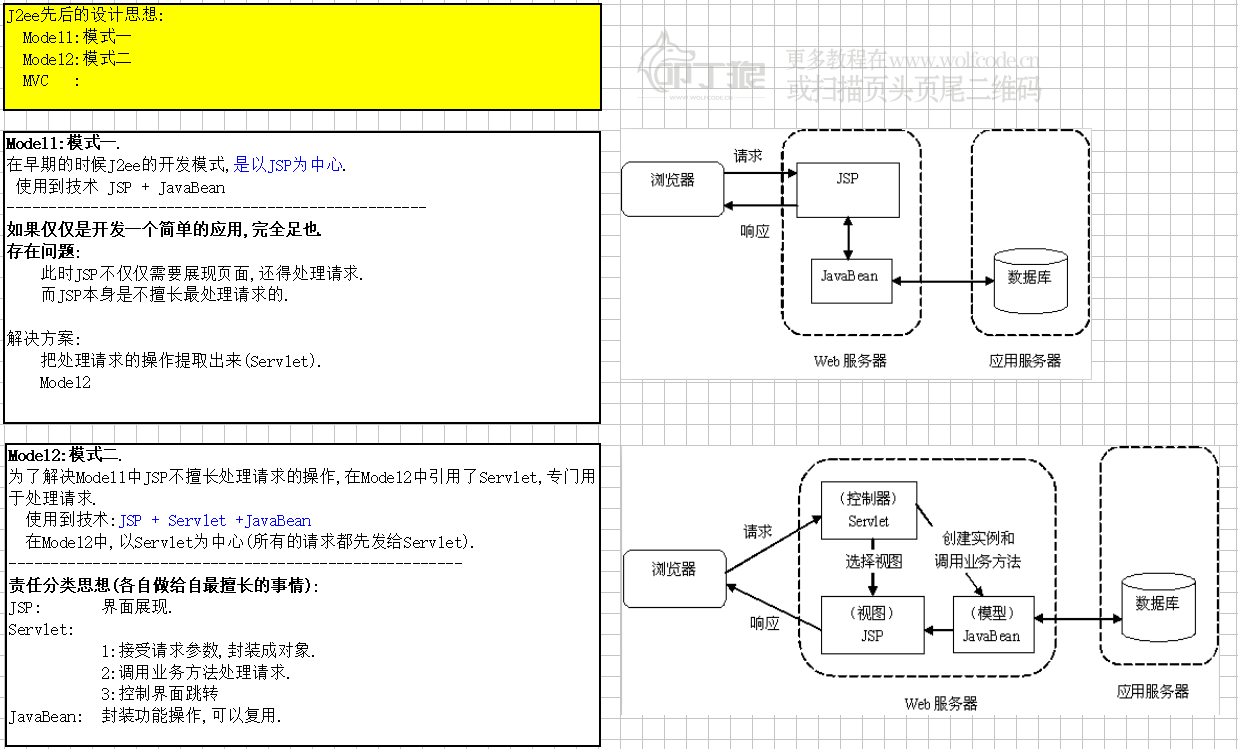 J2ee先后的设计思想:
Model1:模式一
Model2:模式二
MVC :
叩丁狼
WWW.WOLFCODE.CN
更多教程在www.wolfcode.cn
或扫描页头页尾二维码
Model1:模式一.
在早期的时候J2ee的开发模式,是以JSP为中心.
使用到技术 JSP + JavaBean
--------------------------------------------------
如果仅仅是开发一个简单的应用,完全足也.
存在问题:
此时JSP不仅仅需要展现页面,还得处理请求.
而JSP本身是不擅长最处理请求的.
解决方案:
把处理请求的操作提取出来(Servlet).
Model2
浏览器
请求
响应
JSP
JavaBean
数据库
Web 服务器
应用服务器
Model2:模式二.
为了解决Model1中JSP不擅长处理请求的操作,在Model2中引用了Servlet,专门用
于处理请求.
使用到技术:JSP + Servlet +JavaBean
在Model2中,以Servlet为中心(所有的请求都先发给Servlet).
------------------------------------------------------
责任分类思想(各自做给自最擅长的事情):
JSP: 界面展现.
Servlet:
1:接受请求参数,封装成对象.
2:调用业务方法处理请求.
3:控制界面跳转
JavaBean: 封装功能操作,可以复用.
浏览器
请求
响应
（控制器）
Servlet
选择视图
创建实例和
调用业务方法
（视图）
JSP
（模型）
JavaBean
数据库
Web 服务器
应用服务器